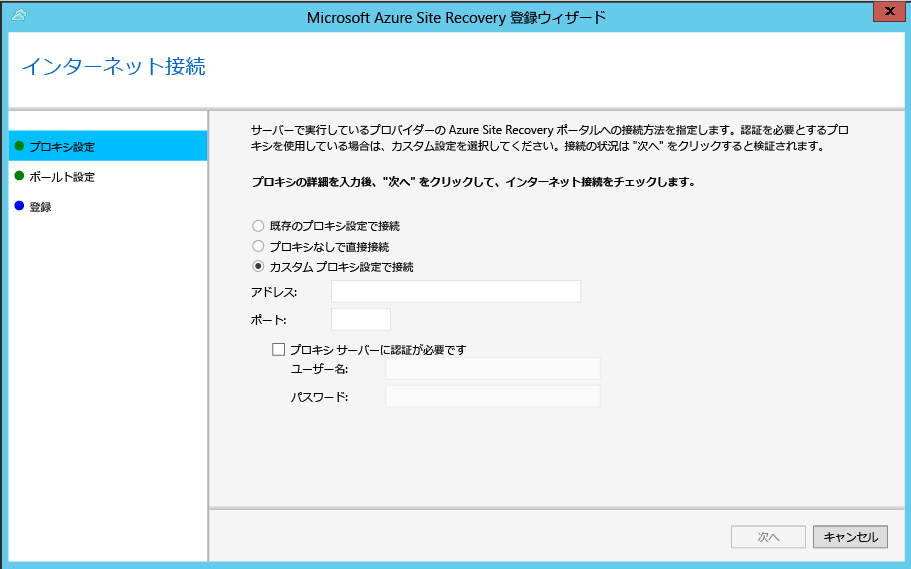 Microsoft Azure Site Recovery 登録ウィザード
インターネット接続
プロキシ設定
ボールト設定
登録
サーバーで実行しているプロバイダーの Azure Site Recovery ポータルへの接続方法を指定します。認証を必要とするプロ
キシを使用している場合は、カスタム設定を選択してください。接続の状況は "次へ" をクリックすると検証されます。
プロキシの詳細を入力後、"次へ" をクリックして、インターネット接続をチェックします。
既存のプロキシ設定で接続
プロキシなしで直接接続
カスタム プロキシ設定で接続
アドレス:
ポート:
プロキシ サーバーに認証が必要です
ユーザー名:
パスワード:
次へ
キャンセル